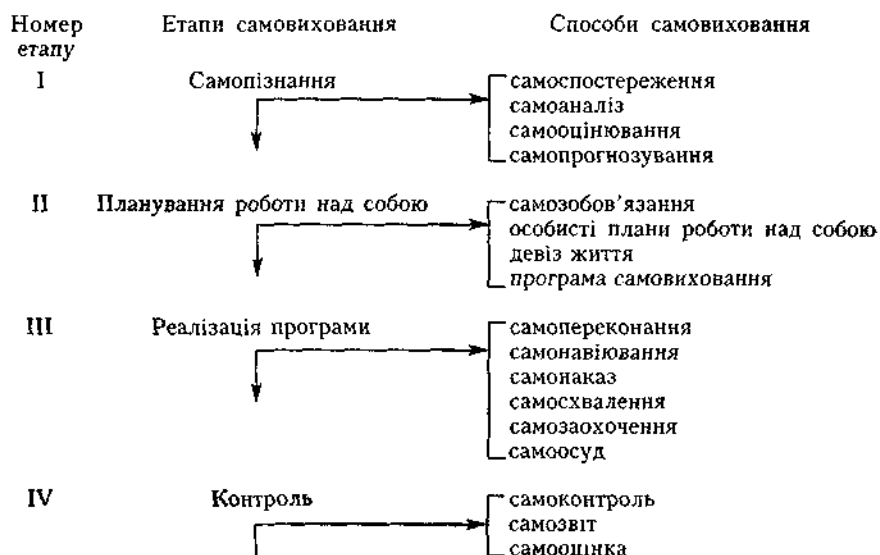 Номер етапу Етапи самовиховання Способи самовиховання
I Самопізнання самоспостереження
самоаналіз
самооцінювання
самопрогнозування
II Планування роботи над собою самозобов'язання
особисті плани роботи над собою
девіз життя
програма самовиховання
III Реалізація програми самопереконання
самонавіювання
самонаказ
самосхвалення
самозаохочення
самоосуд
IV Контроль самоконтроль
самозвіт
самооцінка